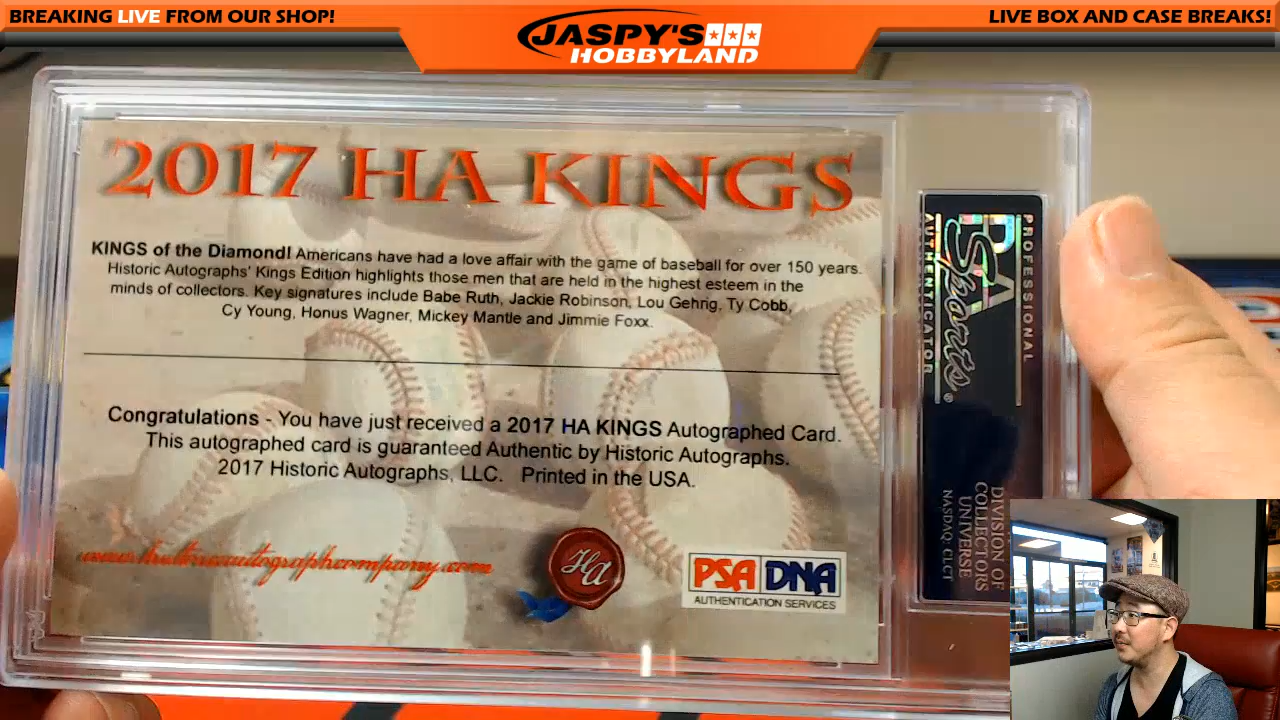 BREAKING LIVE FROM OUR SHOP!
JASPY'S
HOBBYLAND
LIVE BOX AND CASE BREAKS!
2017 HA KINGS
KINGS of the Diamond! Americans have had a love affair with the game of baseball for over 150 years.
Historic Autographs' Kings Edition highlights those men that are held in the highest esteem in the
minds of collectors. Key signatures include Babe Ruth, Jackie Robinson, Lou Gehrig, Ty Cobb,
Cy Young, Honus Wagner, Mickey Mantle and Jimmie Foxx.
Congratulations - You have just received a 2017 HA KINGS Autographed Card.
This autographed card is guaranteed Authentic by Historic Autographs.
2017 Historic Autographs, LLC. Printed in the USA.
HA
PSA DNA
AUTHENTICATION SERVICES
PROFESSIONAL
PSA
Sports®
AUTHENTICATOR
DIVISION OF
COLLECTORS
UNIVERSE
NASDAQ: CLCT